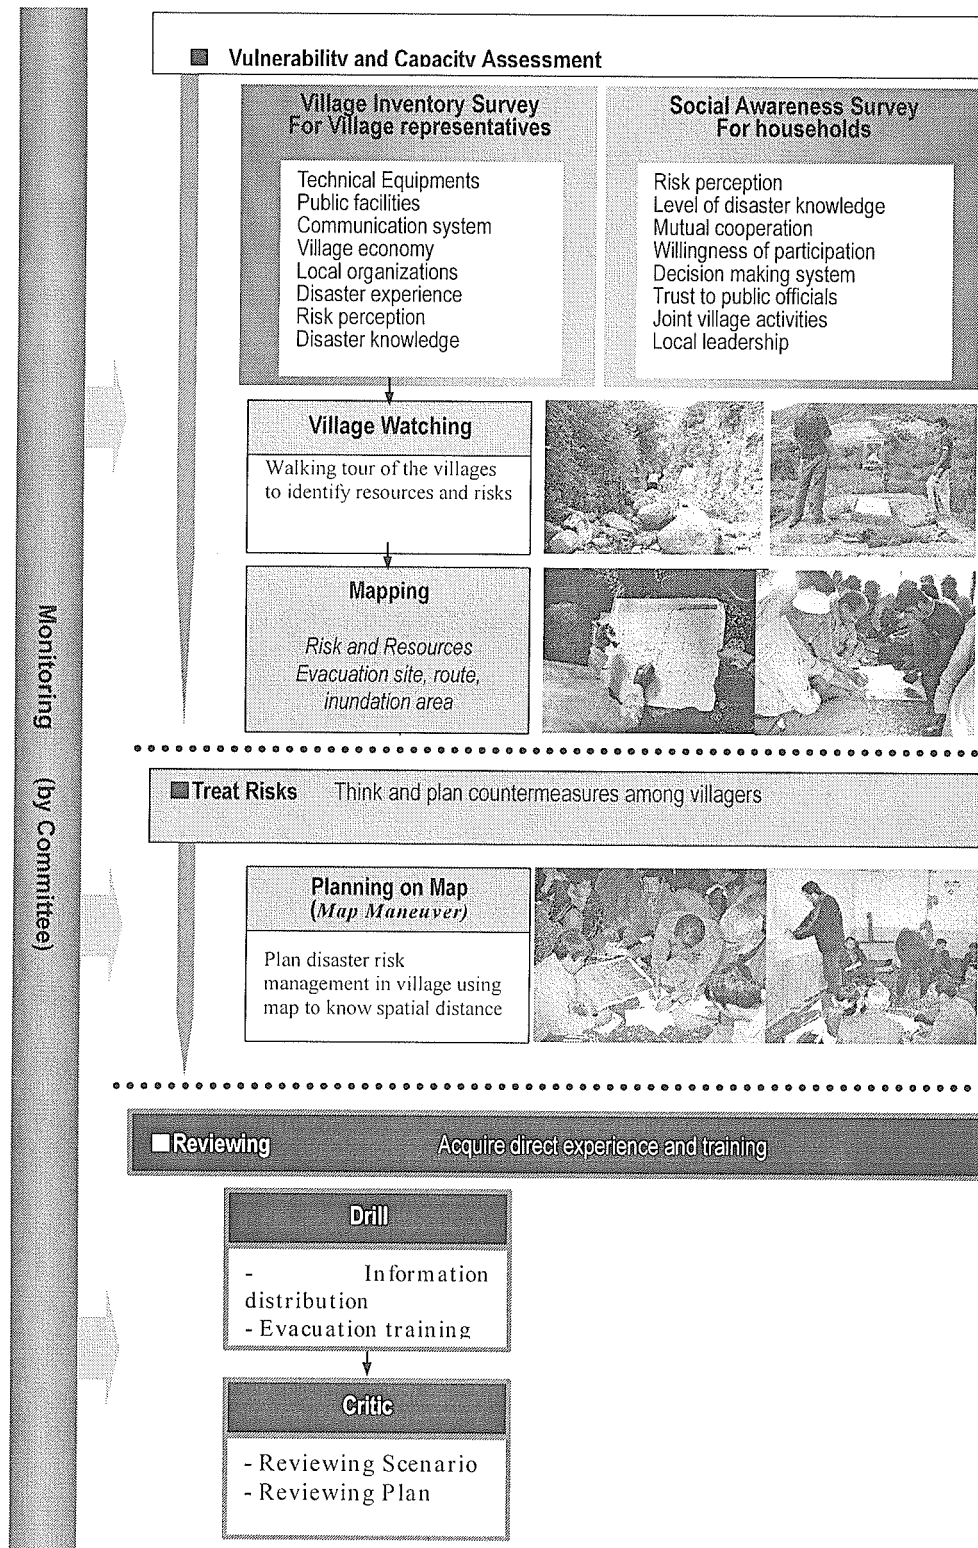 ■ Vulnerability and Capacity Assessment
Village Inventory Survey
For Village representatives
Technical Equipments
Public facilities
Communication system
Village economy
Local organizations
Disaster experience
Risk perception
Disaster knowledge
Social Awareness Survey
For households
Risk perception
Level of disaster knowledge
Mutual cooperation
Willingness of participation
Decision making system
Trust to public officials
Joint village activities
Local leadership
Village Watching
Walking tour of the villages
to identify resources and risks
Mapping
Risk and Resources
Evacuation site, route,
inundation area
Monitoring (by Committee)
■ Treat Risks Think and plan countermeasures among villagers
Planning on Map
(Map Maneuver)
Plan disaster risk
management in village using
map to know spatial distance
■ Reviewing Acquire direct experience and training
Drill
- Information
distribution
- Evacuation training
Critic
- Reviewing Scenario
- Reviewing Plan